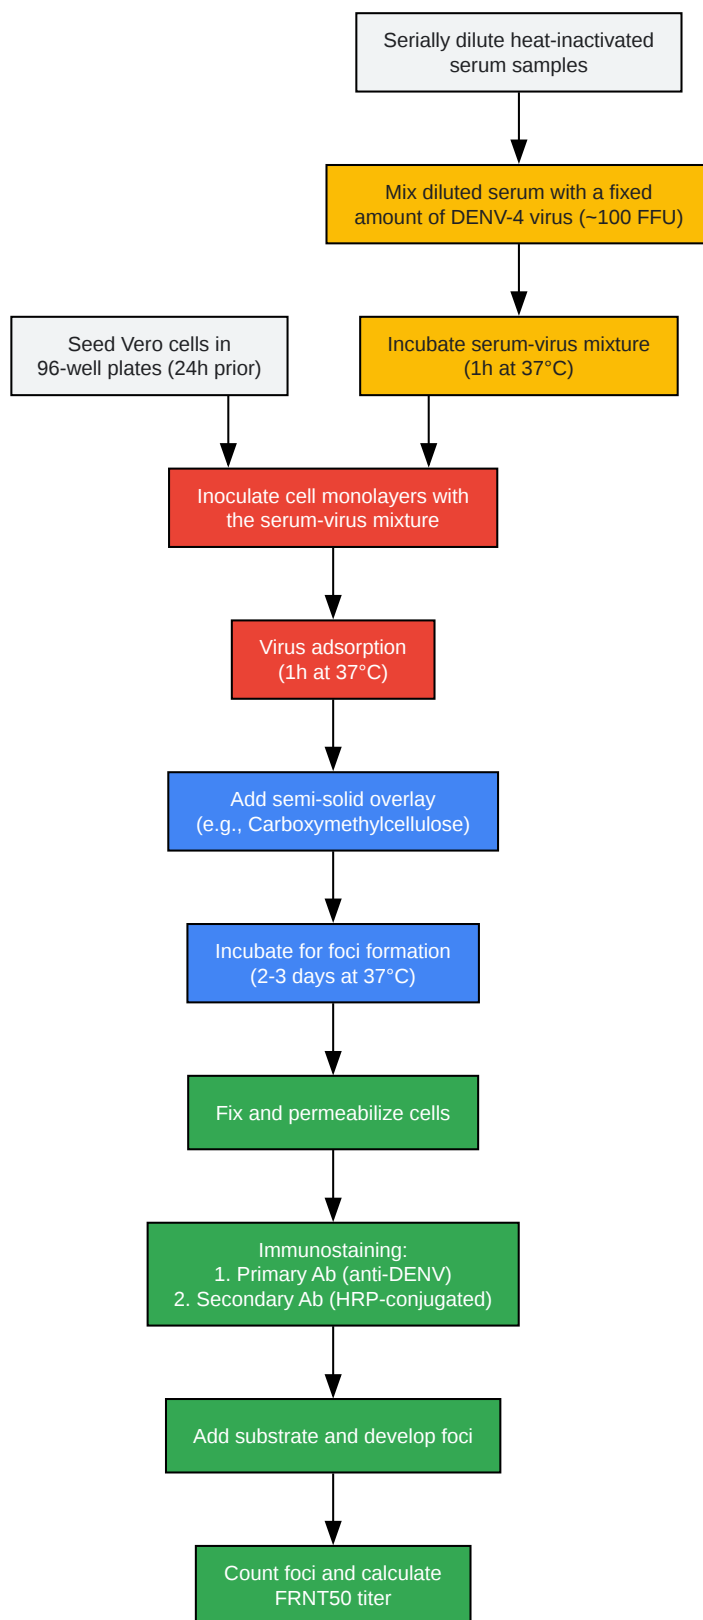 Serially dilute heat-inactivated
serum samples
Mix diluted serum with a fixed
amount of DENV-4 virus (~100 FFU)
Seed Vero cells in
96-well plates (24h prior)
Incubate serum-virus mixture
(1h at 37°C)
Inoculate cell monolayers with
the serum-virus mixture
Virus adsorption
(1h at 37°C)
Add semi-solid overlay
(e.g., Carboxymethylcellulose)
Incubate for foci formation
(2-3 days at 37°C)
Fix and permeabilize cells
Immunostaining:
1. Primary Ab (anti-DENV)
2. Secondary Ab (HRP-conjugated)
Add substrate and develop foci
Count foci and calculate
FRNT50 titer